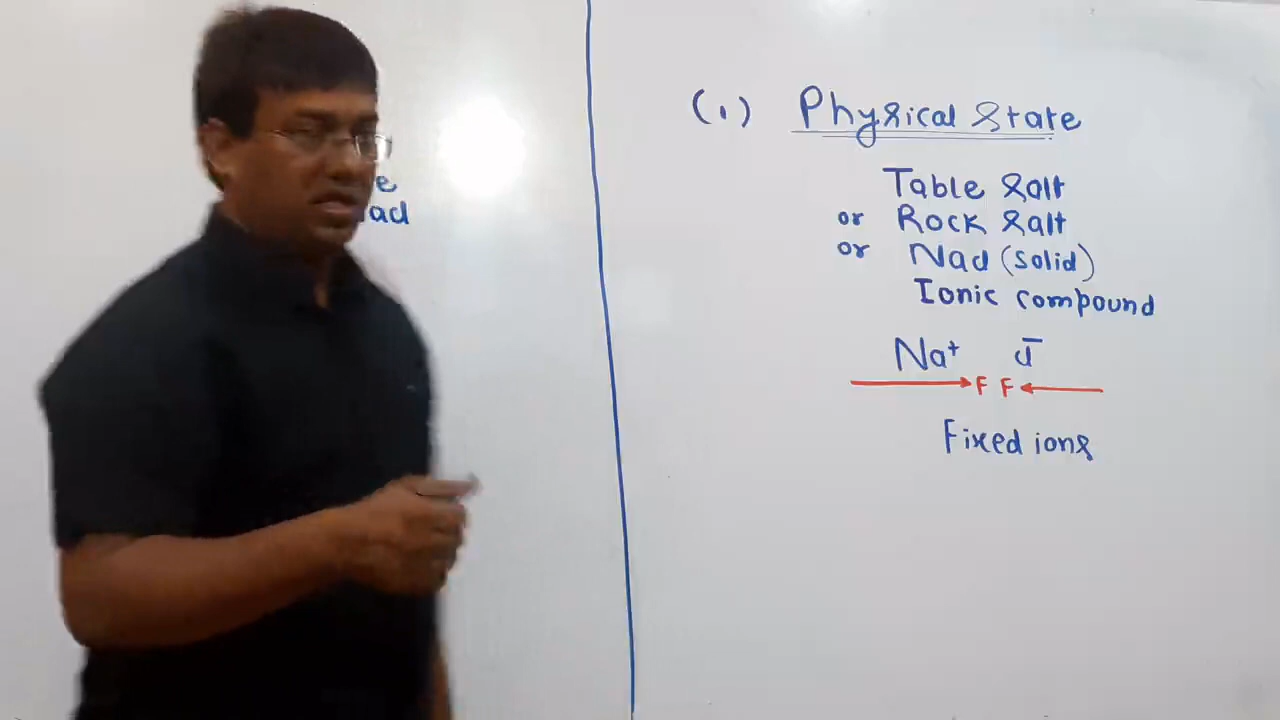 (1) Physical State
Table Salt
or Rock Salt
or NaCl (solid)
Ionic compound
Na⁺ Cl⁻
F F
Fixed ions